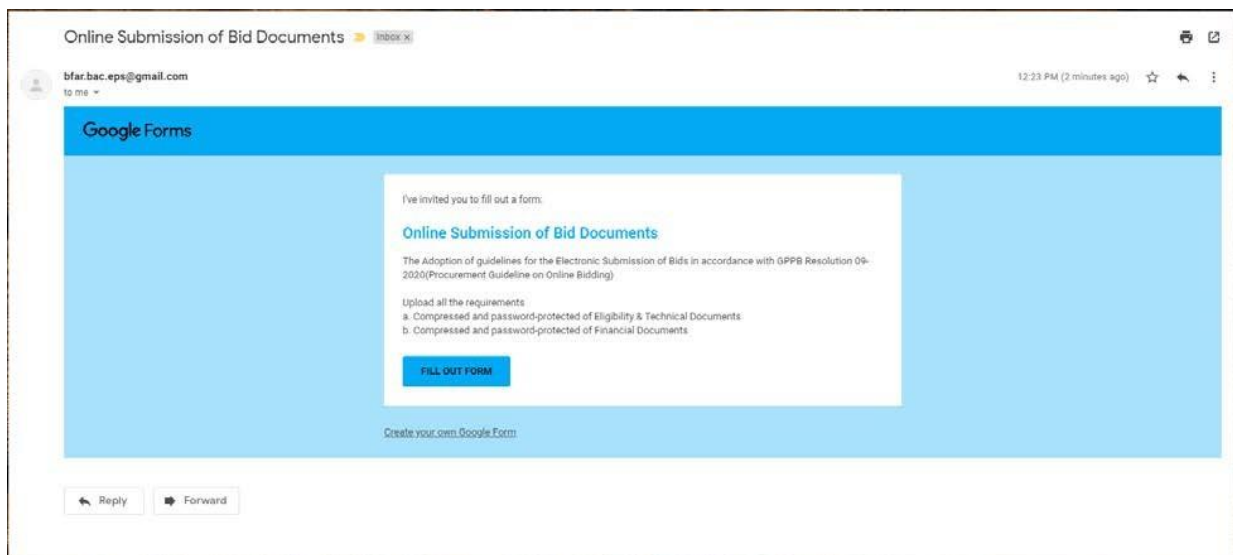 Online Submission of Bid Documents
Inbox x
bfar.bac.eps@gmail.com
12:23 PM (2 minutes ago)
to me
Google Forms
I've invited you to fill out a form:
Online Submission of Bid Documents
The Adoption of guidelines for the Electronic Submission of Bids in accordance with GPPB Resolution 09-
2020(Procurement Guideline on Online Bidding)
Upload all the requirements
a. Compressed and password-protected of Eligibility & Technical Documents
b. Compressed and password-protected of Financial Documents
FILL OUT FORM
Create your own Google Form
Reply
Forward